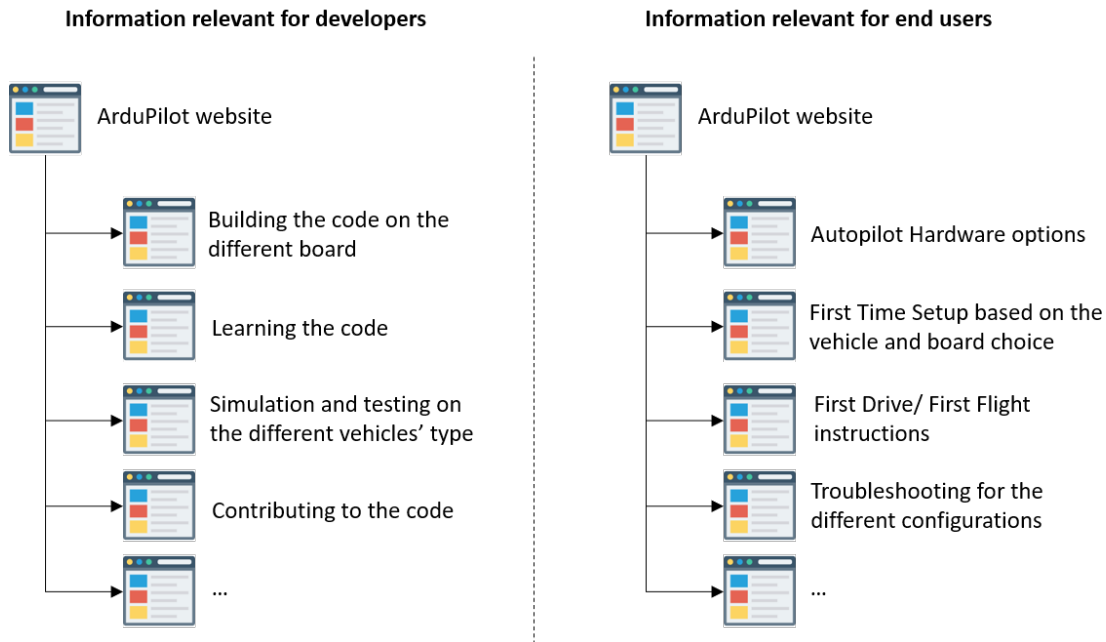 Information relevant for developers
ArduPilot website
Building the code on the
different board
Learning the code
Simulation and testing on
the different vehicles’ type
Contributing to the code
...
Information relevant for end users
ArduPilot website
Autopilot Hardware options
First Time Setup based on the
vehicle and board choice
First Drive/ First Flight
instructions
Troubleshooting for the
different configurations
...